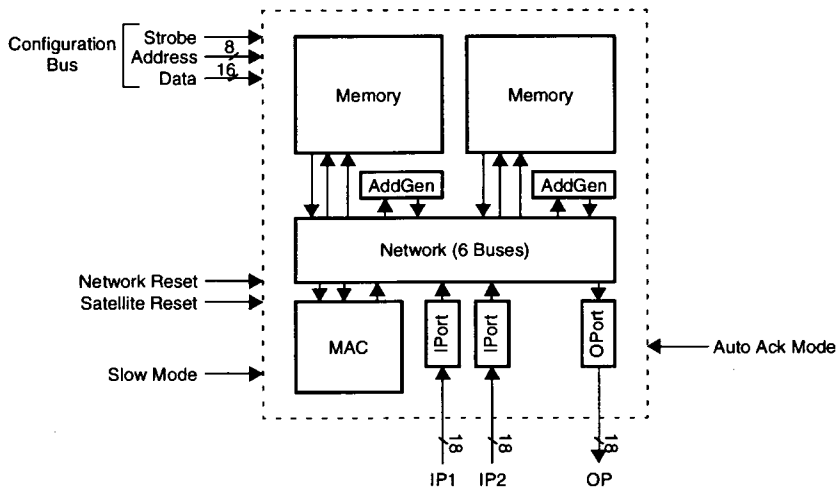 Configuration
Bus
Strobe
Address
8
Data
16
Memory
Memory
AddGen
AddGen
Network (6 Buses)
Network Reset
Satellite Reset
Slow Mode
MAC
IPort
IPort
OPort
Auto Ack Mode
18
18
18
IP1
IP2
OP